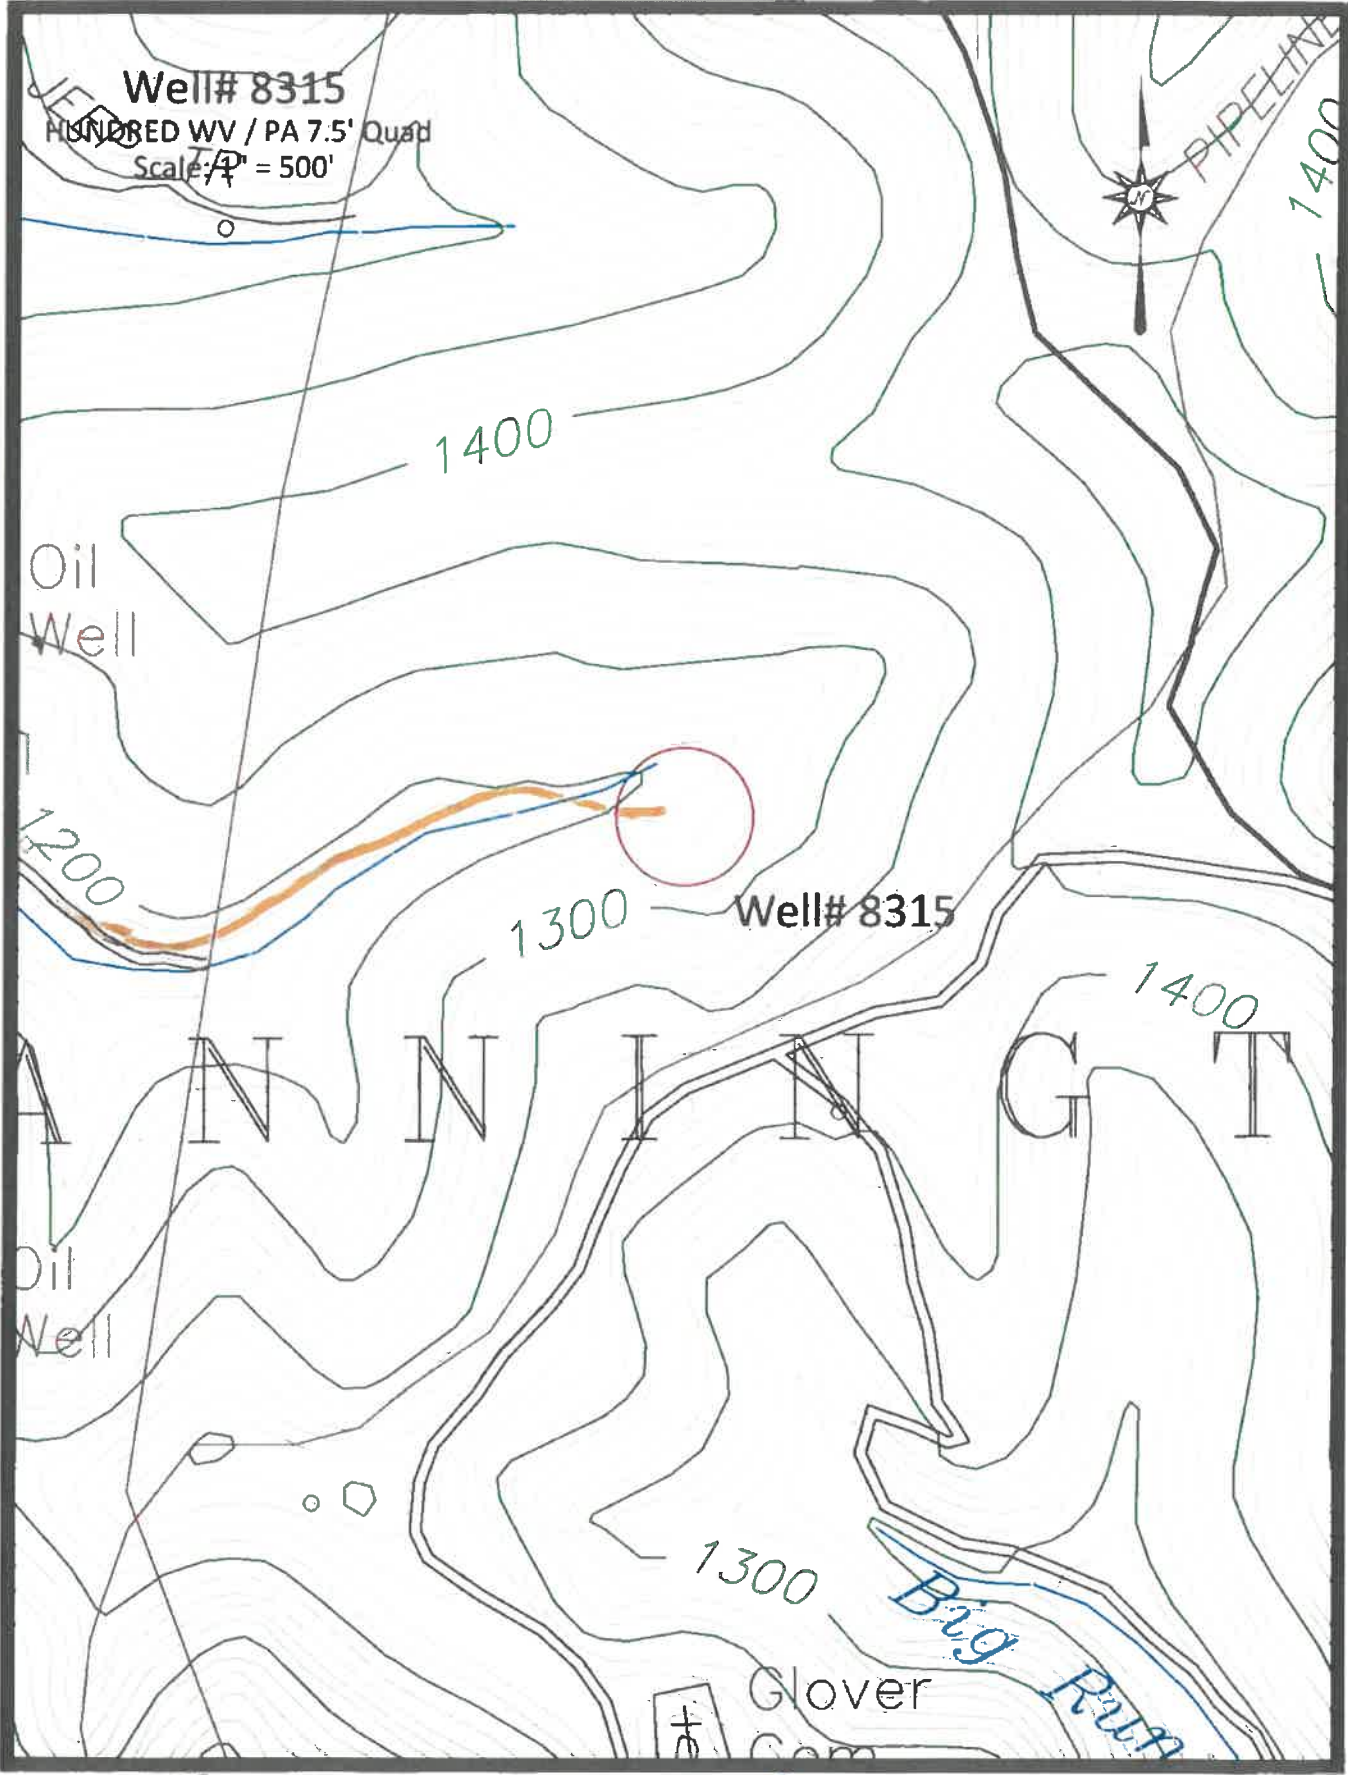 Well# 8315
HUNDRED WV / PA 7.5' Quad
Scale: 1" = 500'
PIPELINE
1400
N
1400
Oil
Well
1200
1300
Well# 8315
1400
A N N I N G T
Oil
Well
1300
Big
Run
Glover
Cem